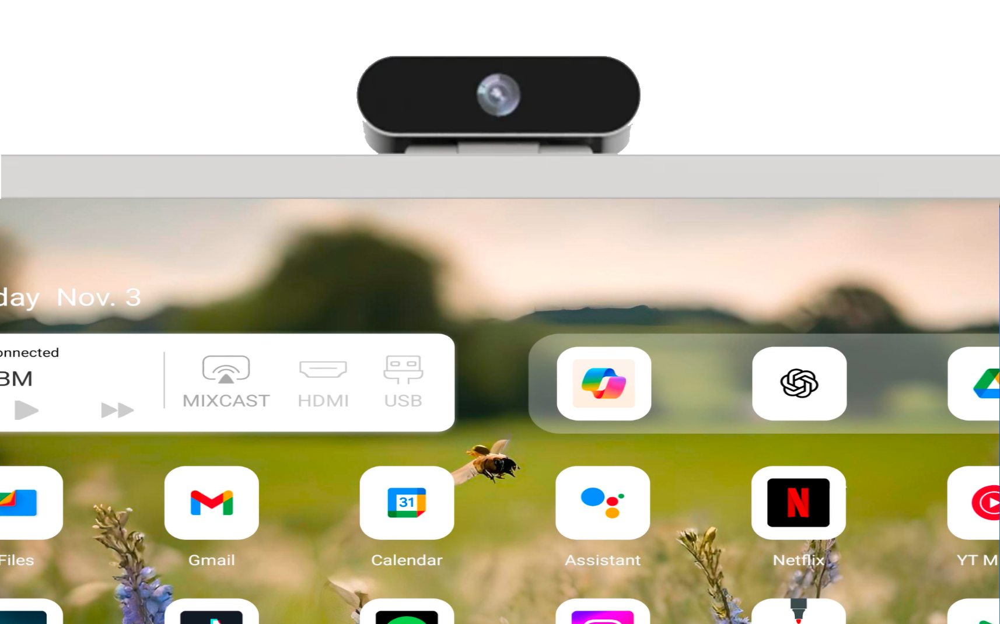 day Nov. 3
onnected
BM
MIXCAST HDMI USB
31
N
Files Gmail Calendar Assistant Netflix YT M